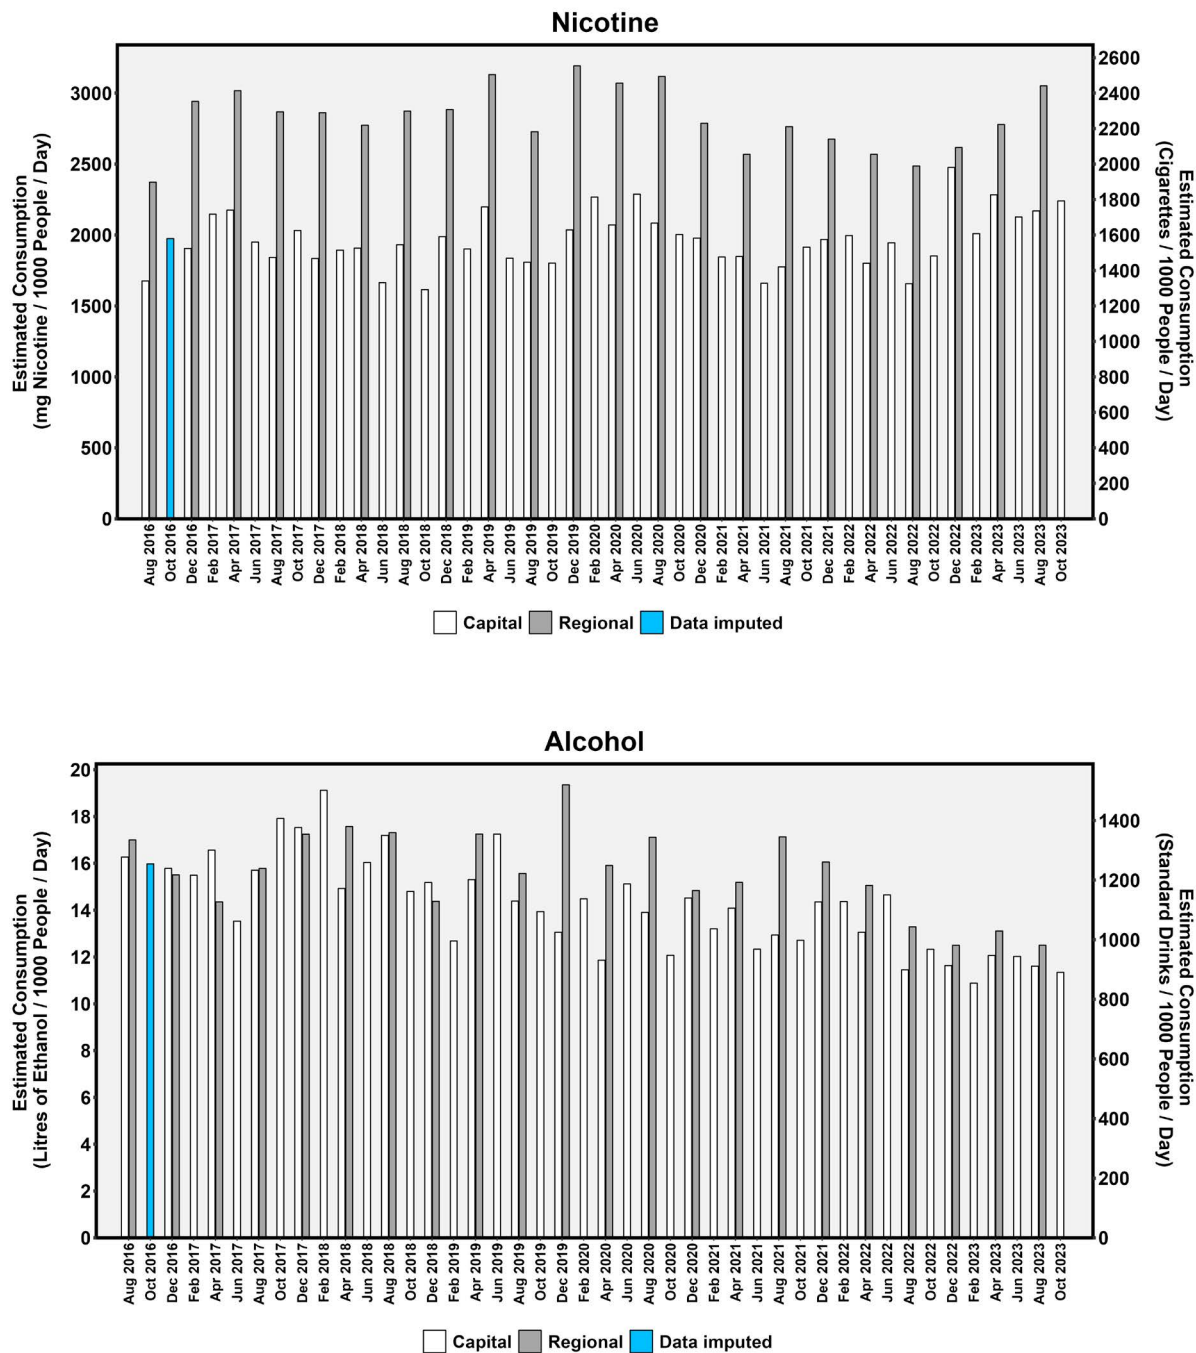 Nicotine
Estimated Consumption
(mg Nicotine / 1000 People / Day)
3000
2500
2000
1500
1000
500
0
2600
2400
2200
2000
1800
1600
1400
1200
1000
800
600
400
200
0
Estimated Consumption
(Cigarettes / 1000 People / Day)
Aug 2016
Oct 2016
Dec 2016
Feb 2017
Apr 2017
Jun 2017
Aug 2017
Oct 2017
Dec 2017
Feb 2018
Apr 2018
Jun 2018
Aug 2018
Oct 2018
Dec 2018
Feb 2019
Apr 2019
Jun 2019
Aug 2019
Oct 2019
Dec 2019
Feb 2020
Apr 2020
Jun 2020
Aug 2020
Oct 2020
Dec 2020
Feb 2021
Apr 2021
Jun 2021
Aug 2021
Oct 2021
Dec 2021
Feb 2022
Apr 2022
Jun 2022
Aug 2022
Oct 2022
Dec 2022
Feb 2023
Apr 2023
Jun 2023
Aug 2023
Oct 2023
Capital Regional Data imputed
Alcohol
Estimated Consumption
(Litres of Ethanol / 1000 People / Day)
20
18
16
14
12
10
8
6
4
2
0
1400
1200
1000
800
600
400
200
0
Estimated Consumption
(Standard Drinks / 1000 People / Day)
Aug 2016
Oct 2016
Dec 2016
Feb 2017
Apr 2017
Jun 2017
Aug 2017
Oct 2017
Dec 2017
Feb 2018
Apr 2018
Jun 2018
Aug 2018
Oct 2018
Dec 2018
Feb 2019
Apr 2019
Jun 2019
Aug 2019
Oct 2019
Dec 2019
Feb 2020
Apr 2020
Jun 2020
Aug 2020
Oct 2020
Dec 2020
Feb 2021
Apr 2021
Jun 2021
Aug 2021
Oct 2021
Dec 2021
Feb 2022
Apr 2022
Jun 2022
Aug 2022
Oct 2022
Dec 2022
Feb 2023
Apr 2023
Jun 2023
Aug 2023
Oct 2023
Capital Regional Data imputed